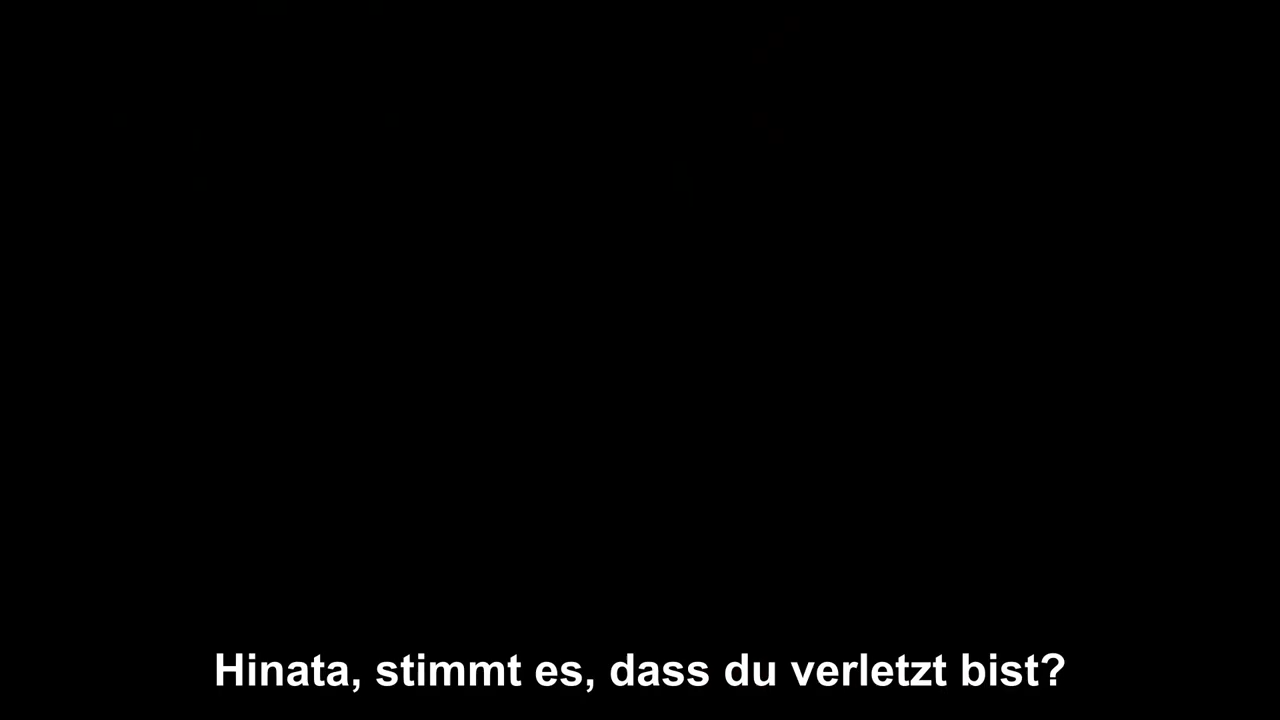 Hinata, stimmt es, dass du verletzt bist?